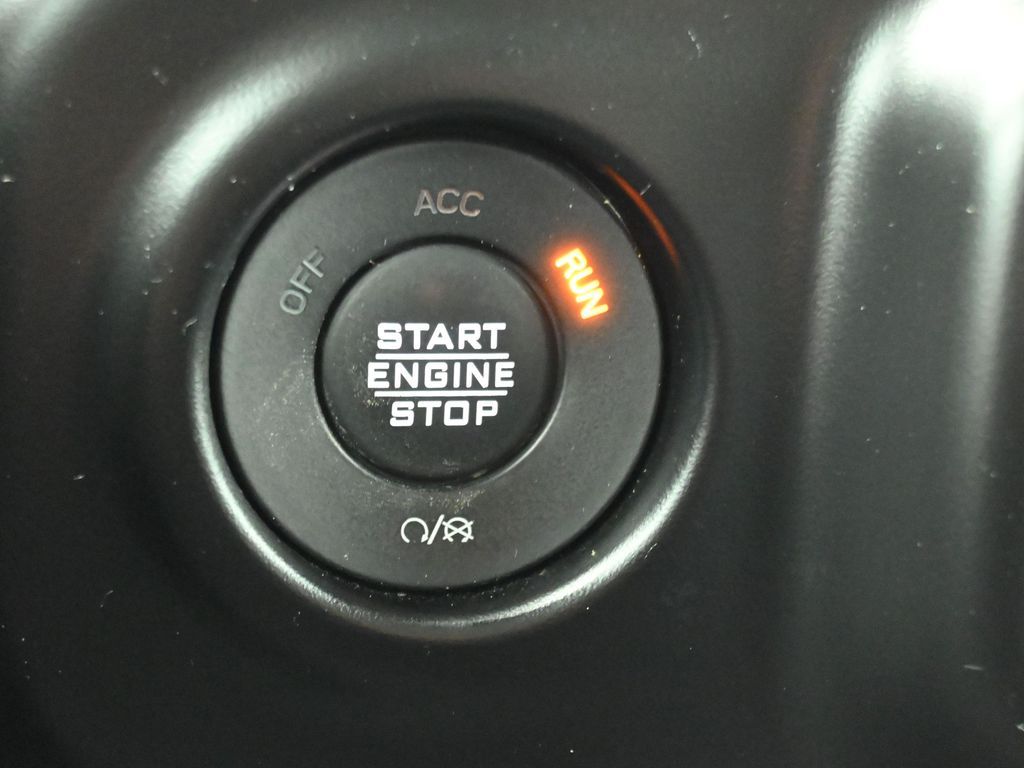 ACC
OFF
RUN
START
ENGINE
STOP